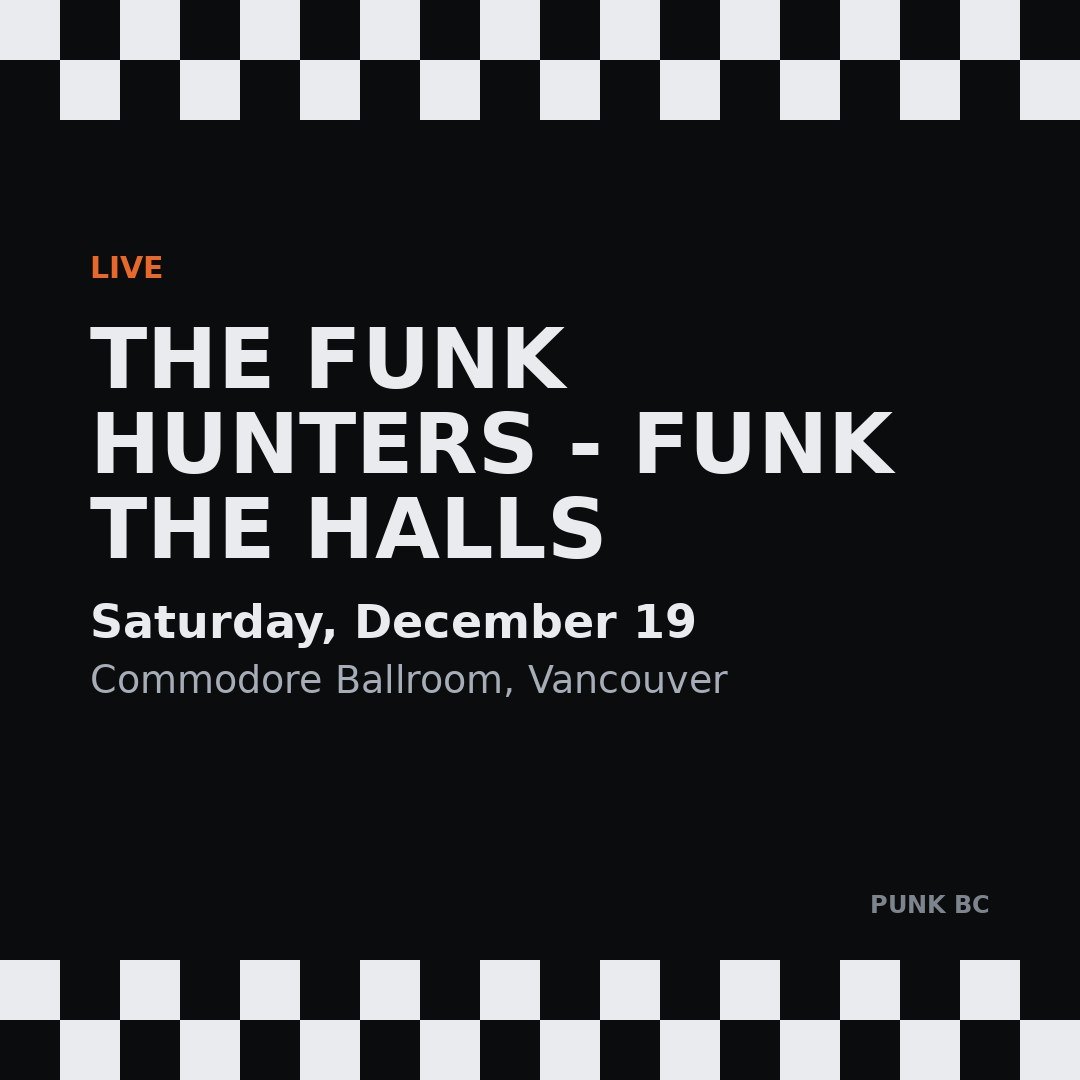 LIVE
THE FUNK
HUNTERS - FUNK
THE HALLS
Saturday, December 19
Commodore Ballroom, Vancouver
PUNK BC